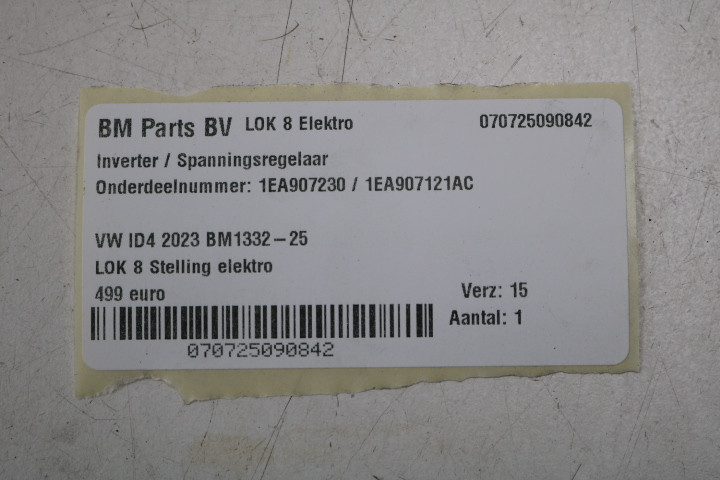 BM Parts BV LOK 8 Elektro 070725090842
Inverter / Spanningsregelaar
Onderdeelnummer: 1EA907230 / 1EA907121AC
VW ID4 2023 BM1332-25
LOK 8 Stelling elektro
499 euro Verz: 15
Aantal: 1
070725090842